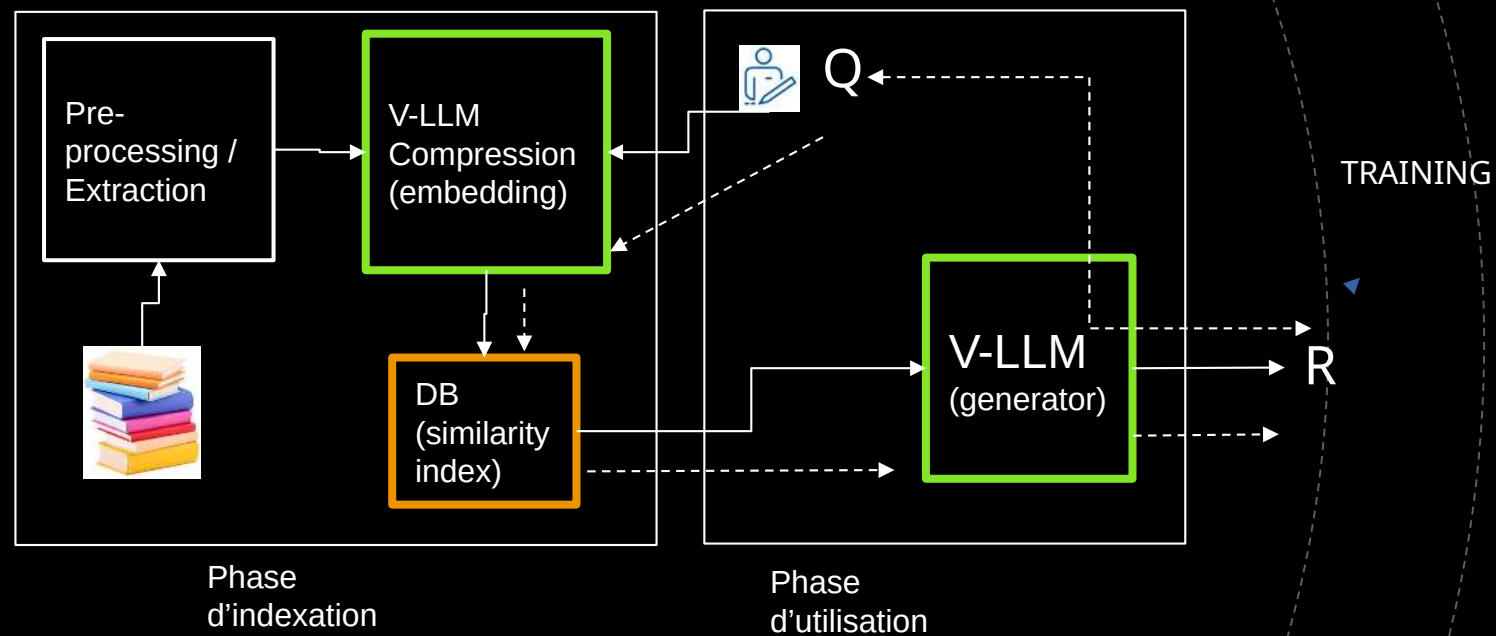 Pre-
processing /
Extraction
V-LLM
Compression
(embedding)
Q
TRAINING
DB
(similarity
index)
V-LLM
(generator)
R
Phase
d’indexation
Phase
d’utilisation